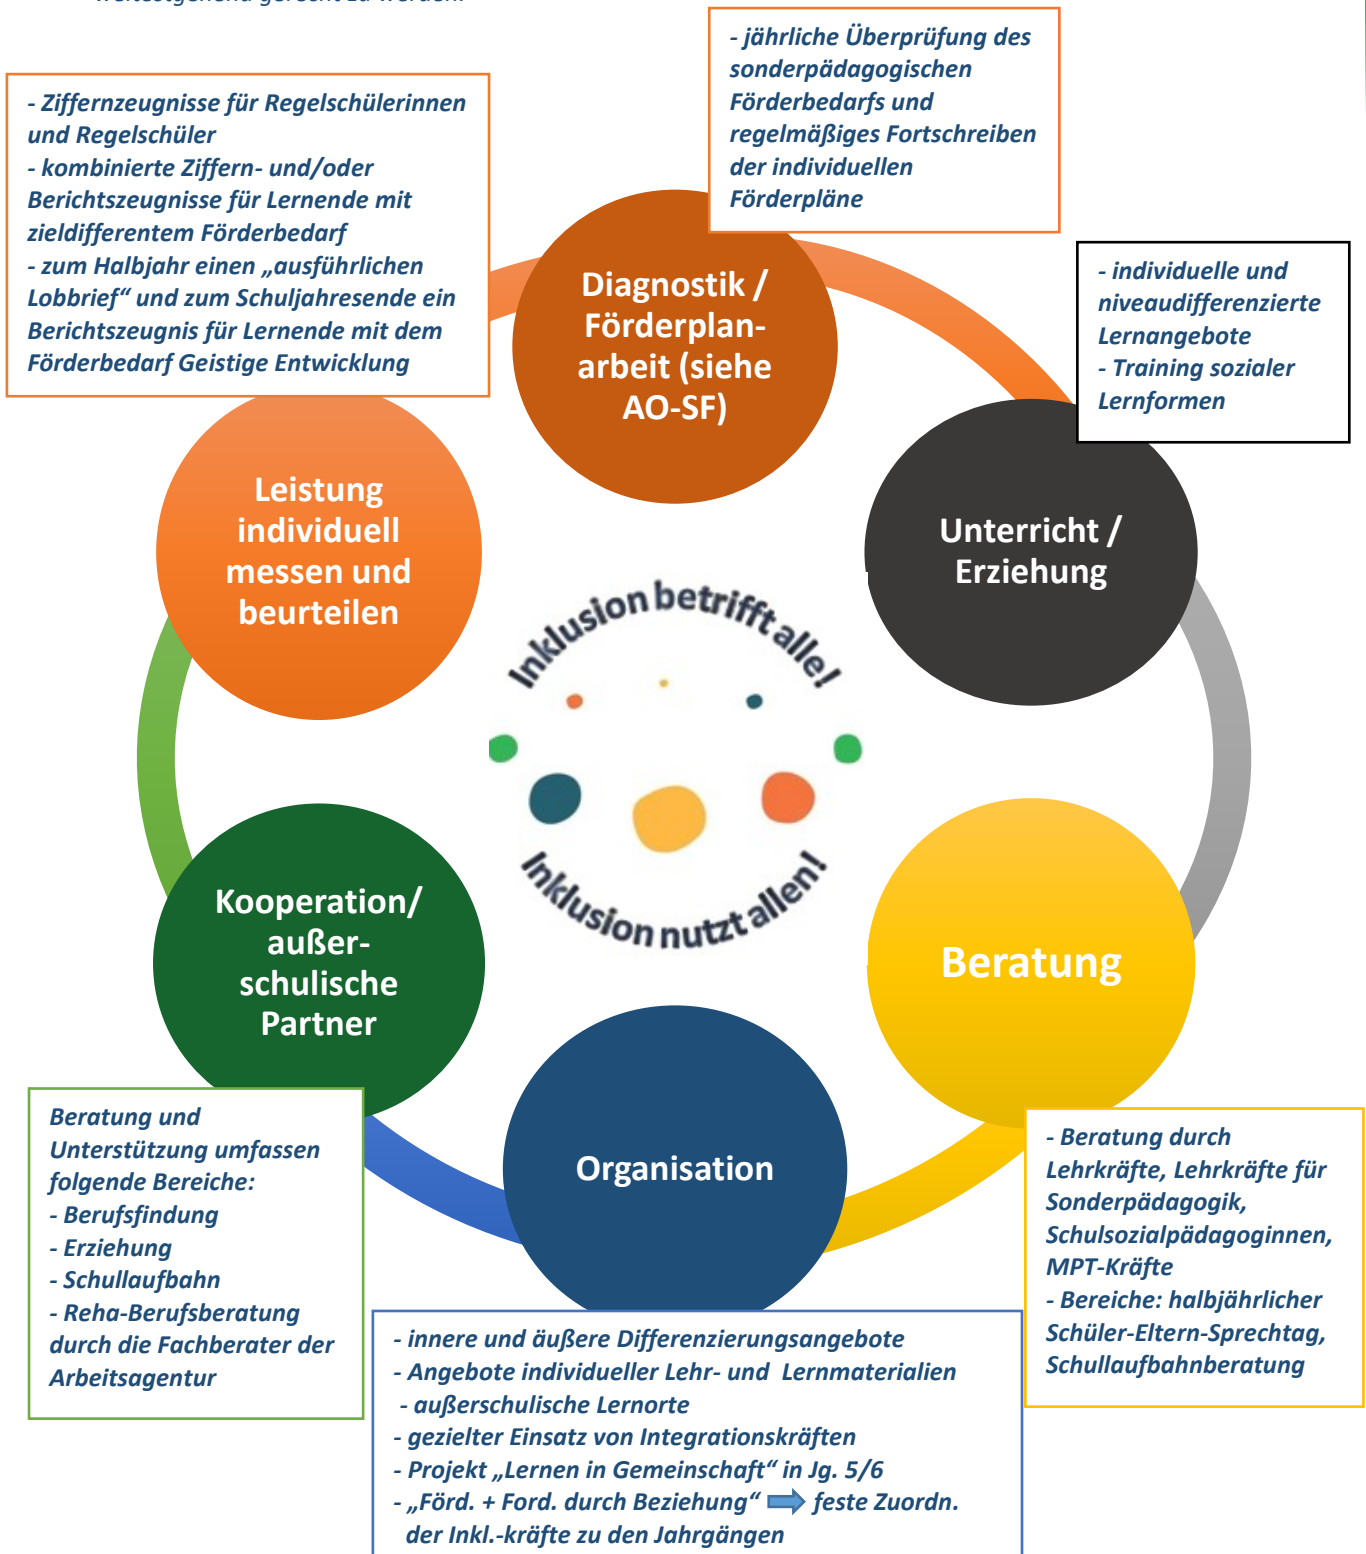 weitestgehend gerecht zu werden.
- jährliche Überprüfung des
sonderpädagogischen
Förderbedarfs und
regelmäßiges Fortschreiben
der individuellen
Förderpläne
- Ziffernzeugnisse für Regelschülerinnen
und Regelschüler
- kombinierte Ziffern- und/oder
Berichtszeugnisse für Lernende mit
zieldifferentem Förderbedarf
- zum Halbjahr einen „ausführlichen
Lobbrief“ und zum Schuljahresende ein
Berichtszeugnis für Lernende mit dem
Förderbedarf Geistige Entwicklung
Diagnostik /
Förderplan-
arbeit (siehe
AO-SF)
- individuelle und
niveaudifferenzierte
Lernangebote
- Training sozialer
Lernformen
Leistung
individuell
messen und
beurteilen
Unterricht /
Erziehung
Inklusion betrifft alle!
Inklusion nutzt allen!
Kooperation/
außer-
schulische
Partner
Beratung
Organisation
Beratung und
Unterstützung umfassen
folgende Bereiche:
- Berufsfindung
- Erziehung
- Schullaufbahn
- Reha-Berufsberatung
durch die Fachberater der
Arbeitsagentur
- Beratung durch
Lehrkräfte, Lehrkräfte für
Sonderpädagogik,
Schulsozialpädagoginnen,
MPT-Kräfte
- Bereiche: halbjährlicher
Schüler-Eltern-Sprechtag,
Schullaufbahnberatung
- innere und äußere Differenzierungsangebote
- Angebote individueller Lehr- und Lernmaterialien
- außerschulische Lernorte
- gezielter Einsatz von Integrationskräften
- Projekt „Lernen in Gemeinschaft“ in Jg. 5/6
- „Förd. + Ford. durch Beziehung“ feste Zuordn.
der Inkl.-kräfte zu den Jahrgängen